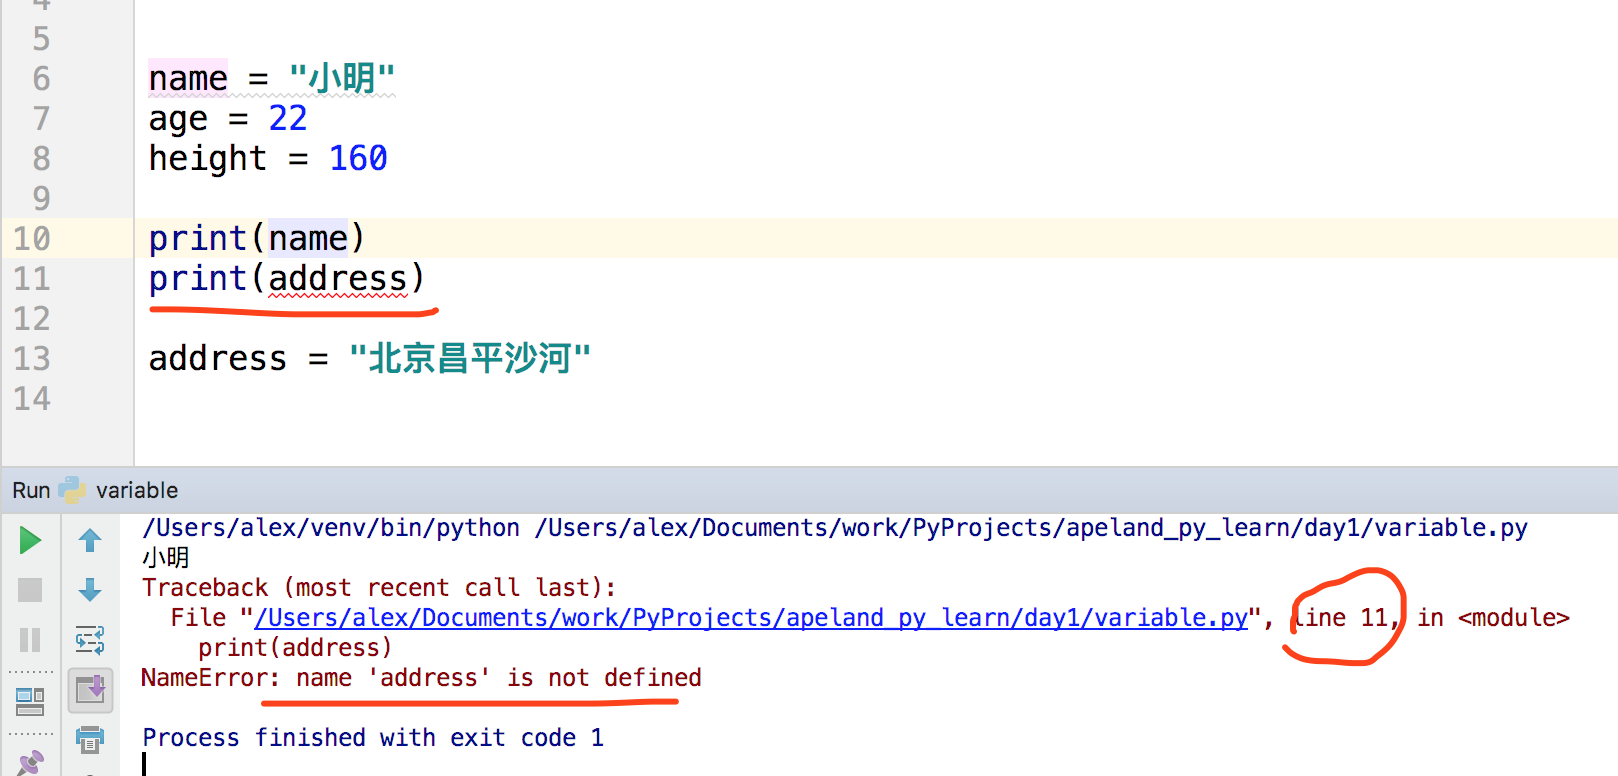 4
5
6 name = "小明"
7 age = 22
8 height = 160
9
10 print(name)
11 print(address)
12
13 address = "北京昌平沙河"
14
Run variable
/Users/alex/venv/bin/python /Users/alex/Documents/work/PyProjects/apeland_py_learn/day1/variable.py
小明
Traceback (most recent call last):
  File "/Users/alex/Documents/work/PyProjects/apeland_py_learn/day1/variable.py", line 11, in <module>
    print(address)
NameError: name 'address' is not defined
Process finished with exit code 1